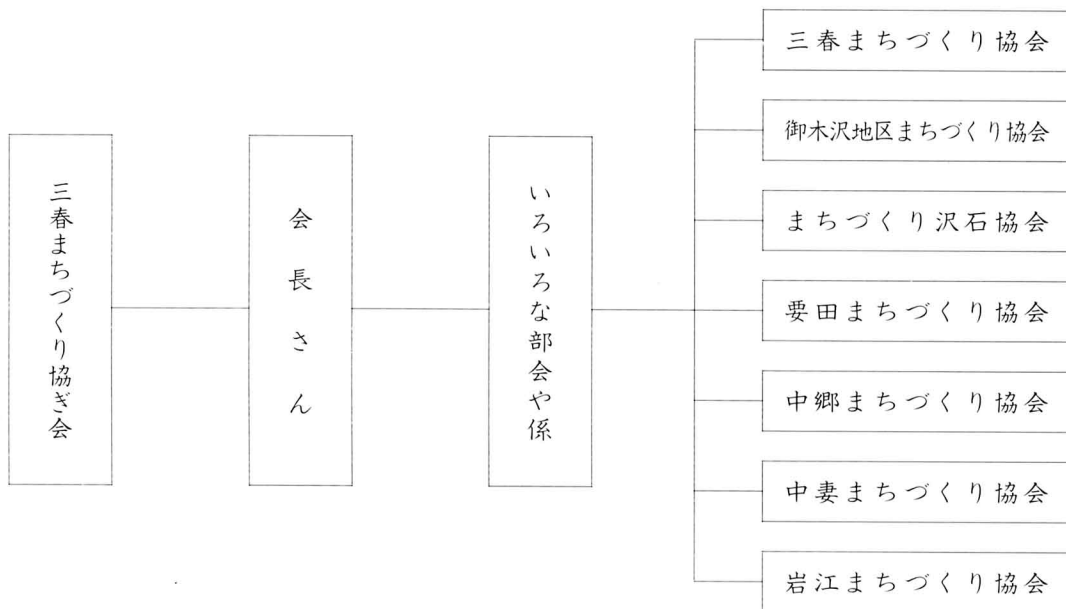 三春まちづくり協ぎ会
会長さん
いろいろな部会や係
三春まちづくり協会
御木沢地区まちづくり協会
まちづくり沢石協会
要田まちづくり協会
中郷まちづくり協会
中妻まちづくり協会
岩江まちづくり協会